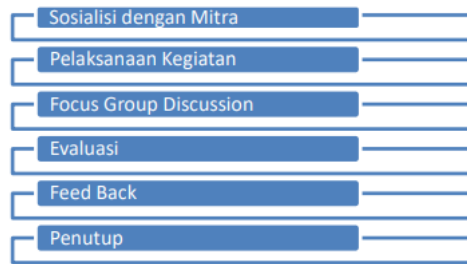 Sosialisi dengan Mitra
Pelaksanaan Kegiatan
Focus Group Discussion
Evaluasi
Feed Back
Penutup